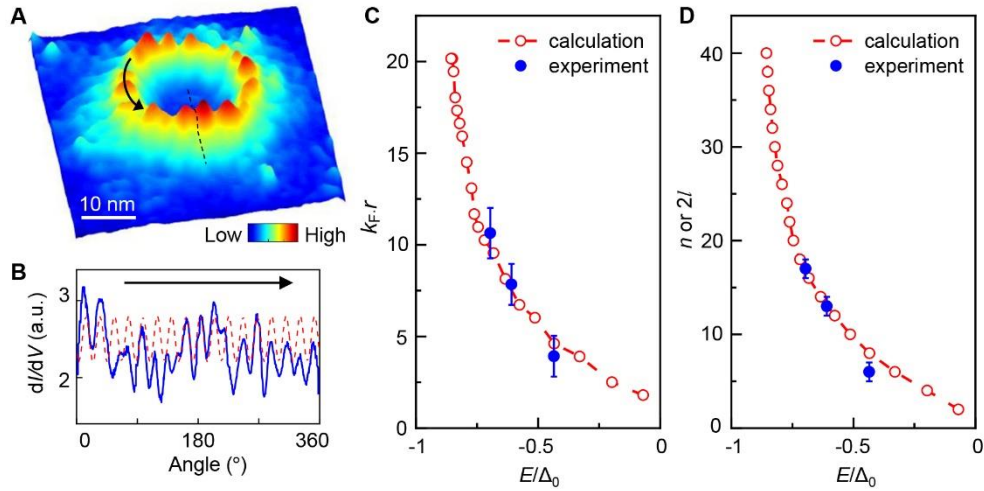 A
10 nm
Low High
B
dI/dV (a.u.)
3
2
0 180 360
Angle (°)
C
calculation
experiment
k_F·r
20
15
10
5
0
-1 -0.5 0
E/Δ₀
D
calculation
experiment
n or 2l
40
30
20
10
0
-1 -0.5 0
E/Δ₀